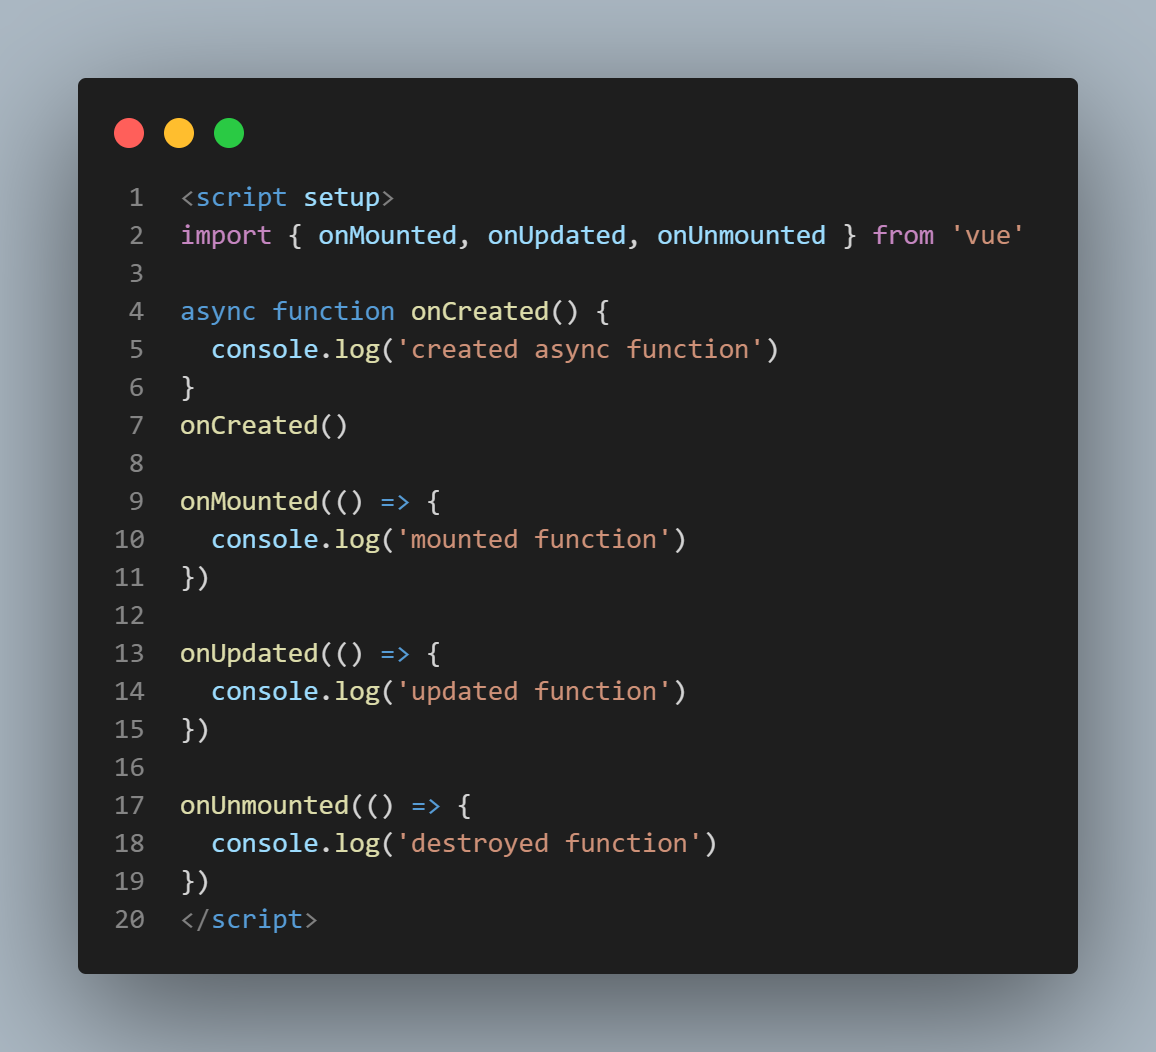 1 <script setup>
2 import { onMounted, onUpdated, onUnmounted } from 'vue'
3
4 async function onCreated() {
5   console.log('created async function')
6 }
7 onCreated()
8
9 onMounted(() => {
10   console.log('mounted function')
11 })
12
13 onUpdated(() => {
14   console.log('updated function')
15 })
16
17 onUnmounted(() => {
18   console.log('destroyed function')
19 })
20 </script>